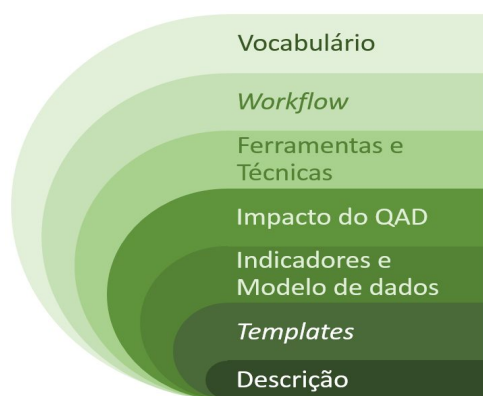 Vocabulário
Workflow
Ferramentas e
Técnicas
Impacto do QAD
Indicadores e
Modelo de dados
Templates
Descrição